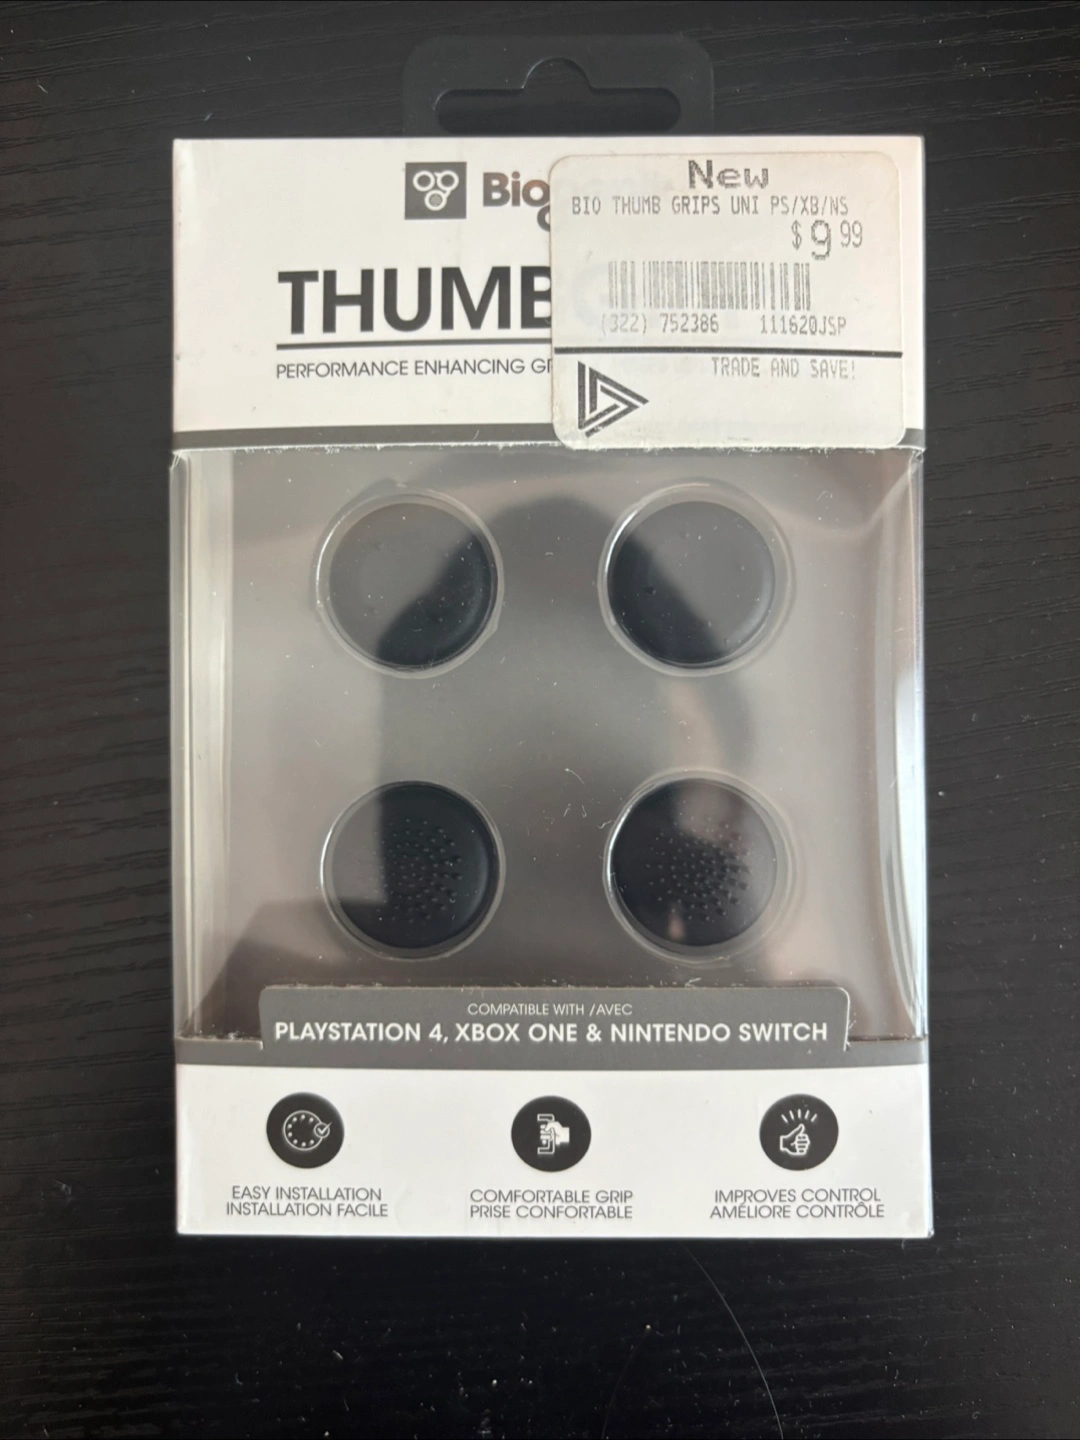 Bio
New
BIO THUMB GRIPS UNI PS/XB/NS
$9 99
(322) 752386 111620JSP
TRADE AND SAVE!
THUMB
PERFORMANCE ENHANCING
COMPATIBLE WITH /AVEC
PLAYSTATION 4, XBOX ONE & NINTENDO SWITCH
EASY INSTALLATION
INSTALLATION FACILE
COMFORTABLE GRIP
PRISE CONFORTABLE
IMPROVES CONTROL
AMÉLIORE CONTRÔLE